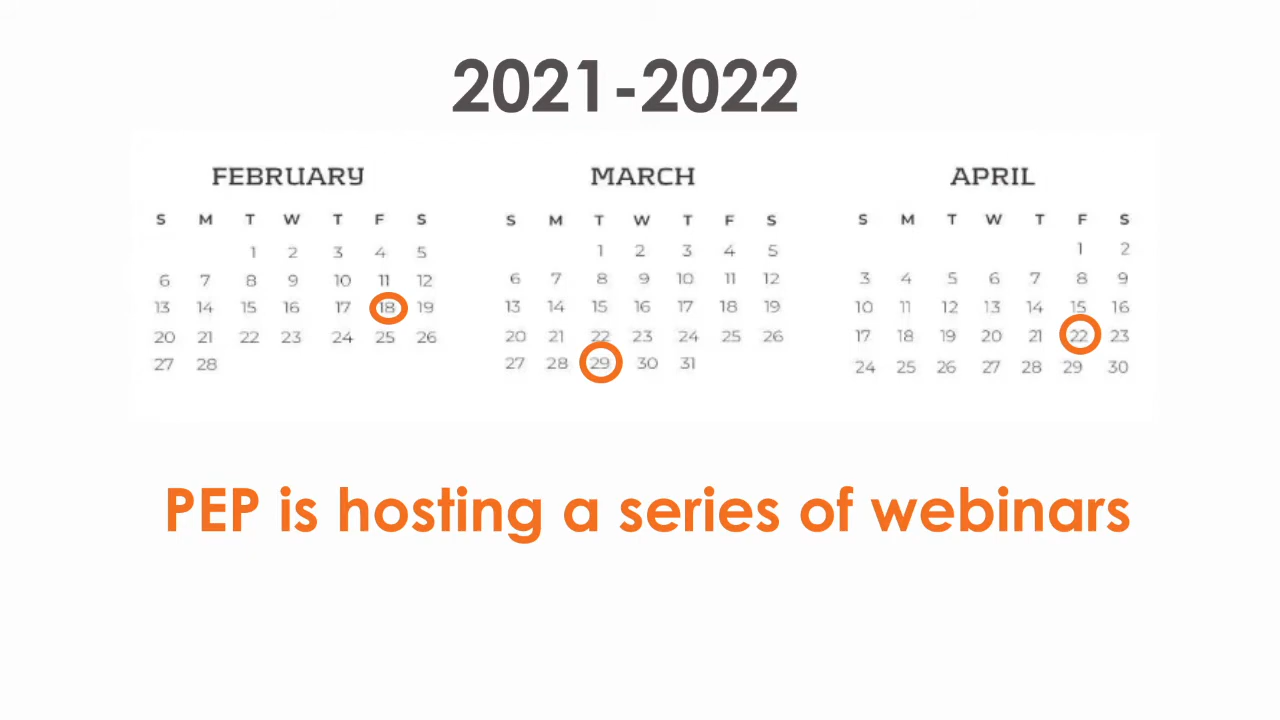 2021-2022
FEBRUARY
S M T W T F S
1 2 3 4 5
6 7 8 9 10 11 12
13 14 15 16 17 18 19
20 21 22 23 24 25 26
27 28
MARCH
S M T W T F S
1 2 3 4 5
6 7 8 9 10 11 12
13 14 15 16 17 18 19
20 21 22 23 24 25 26
27 28 29 30 31
APRIL
S M T W T F S
1 2
3 4 5 6 7 8 9
10 11 12 13 14 15 16
17 18 19 20 21 22 23
24 25 26 27 28 29 30
PEP is hosting a series of webinars